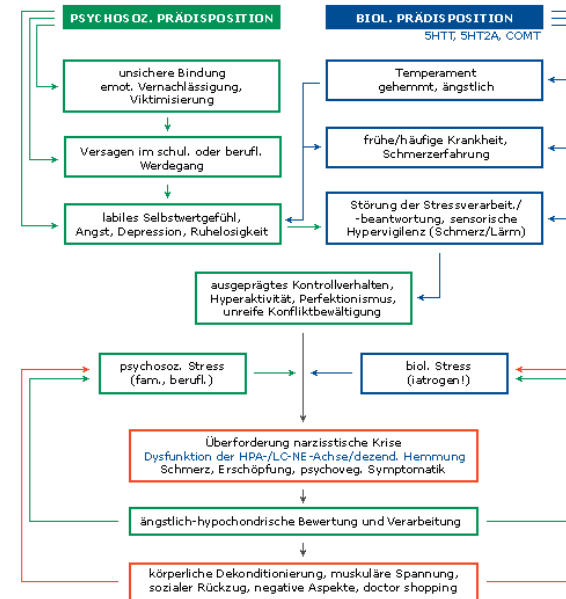 PSYCHOSOZ. PRÄDISPOSITION
BIOL. PRÄDISPOSITION
5HTT, 5HT2A, COMT
unsichere Bindung
emot. Vernachlässigung,
Viktimisierung
Temperament
gehemmt, ängstlich
Versagen im schul. oder berufl.
Werdegang
frühe/häufige Krankheit,
Schmerzerfahrung
labiles Selbstwertgefühl,
Angst, Depression, Ruhelosigkeit
Störung der Stressverarbeit./
-beantwortung, sensorische
Hypervigilenz (Schmerz/Lärm)
ausgeprägtes Kontrollverhalten,
Hyperaktivität, Perfektionismus,
unreife Konfliktbewältigung
psychosoz. Stress
(fam., berufl.)
biol. Stress
(iatrogen!)
Überforderung narzisstische Krise
Dysfunktion der HPA-/LC-NE-Achse/dezend. Hemmung
Schmerz, Erschöpfung, psychoveg. Symptomatik
ängstlich-hypochondrische Bewertung und Verarbeitung
körperliche Dekonditionierung, muskuläre Spannung,
sozialer Rückzug, negative Aspekte, doctor shopping